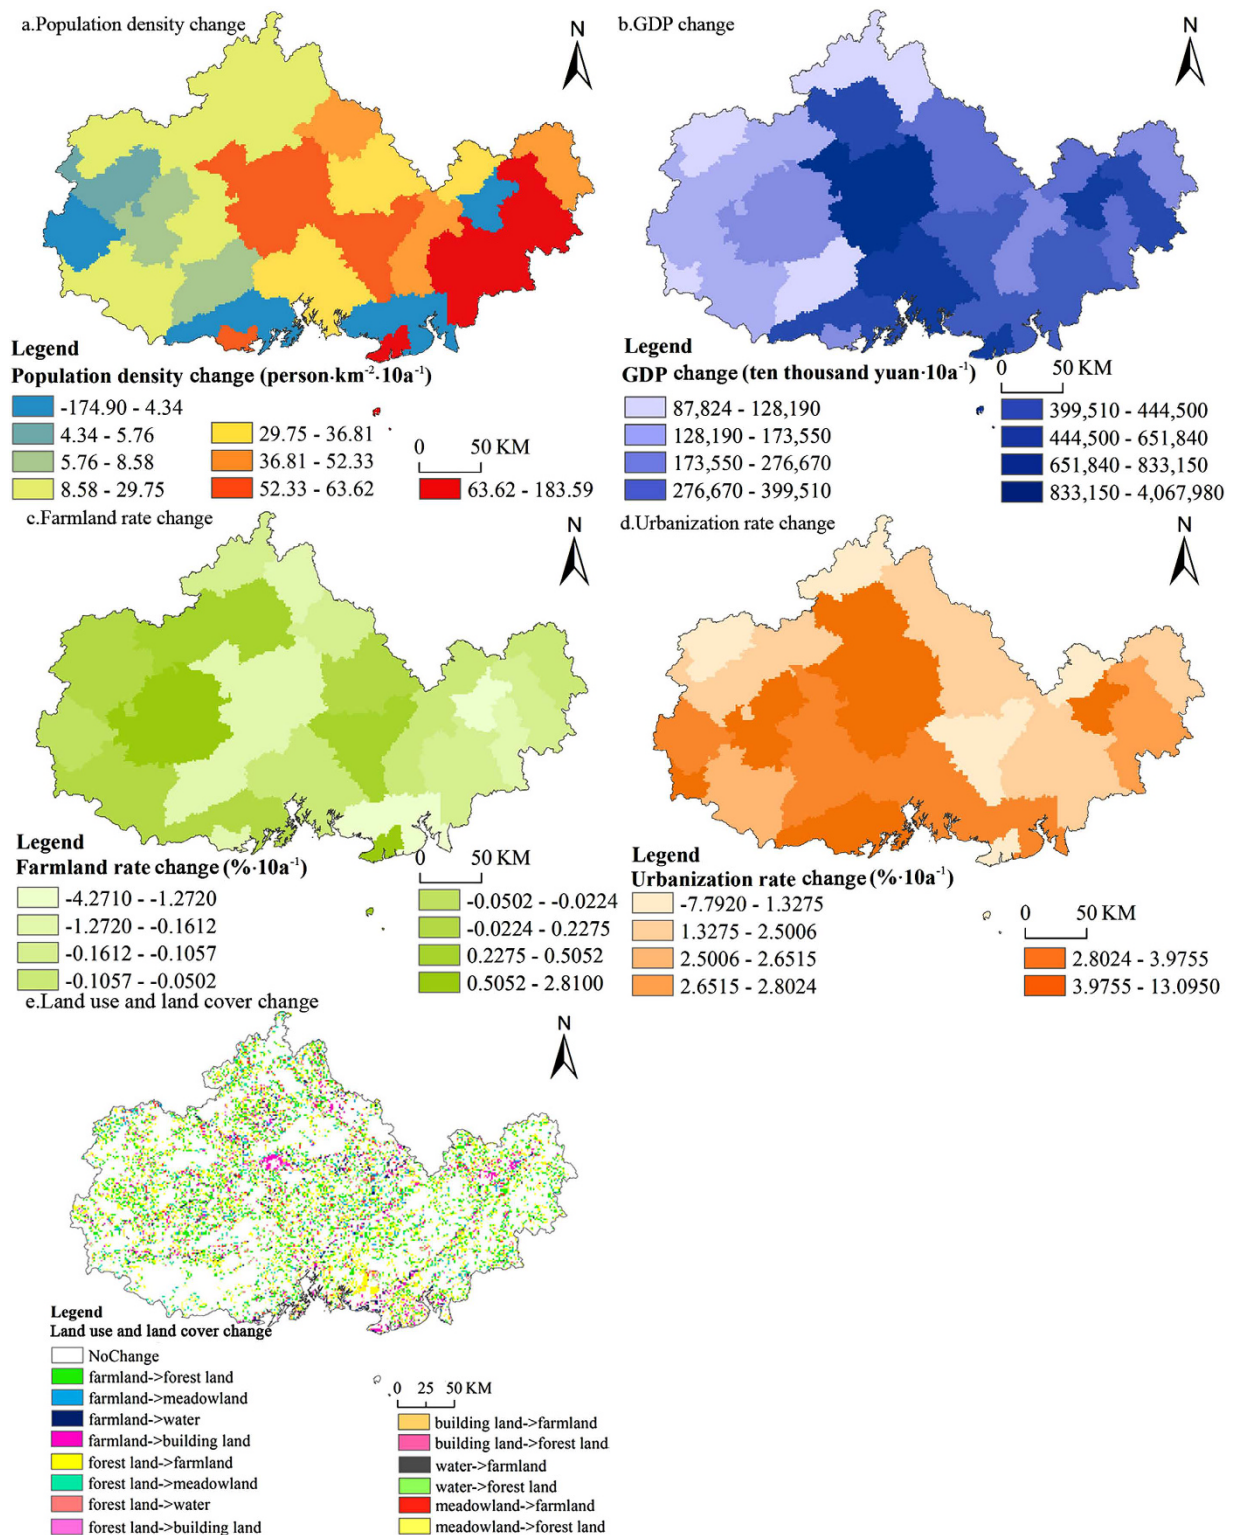 a.Population density change
N
Legend
Population density change (person·km⁻²·10a⁻¹)
-174.90 - 4.34
4.34 - 5.76
5.76 - 8.58
8.58 - 29.75
29.75 - 36.81
36.81 - 52.33
52.33 - 63.62
0 50 KM
63.62 - 183.59
b.GDP change
N
Legend
GDP change (ten thousand yuan·10a⁻¹)
0 50 KM
87,824 - 128,190
128,190 - 173,550
173,550 - 276,670
276,670 - 399,510
399,510 - 444,500
444,500 - 651,840
651,840 - 833,150
833,150 - 4,067,980
c.Farmland rate change
N
Legend
Farmland rate change (%·10a⁻¹)
0 50 KM
-4.2710 - -1.2720
-1.2720 - -0.1612
-0.1612 - -0.1057
-0.1057 - -0.0502
-0.0502 - -0.0224
-0.0224 - 0.2275
0.2275 - 0.5052
0.5052 - 2.8100
d.Urbanization rate change
N
Legend
Urbanization rate change (%·10a⁻¹)
-7.7920 - 1.3275
1.3275 - 2.5006
2.5006 - 2.6515
2.6515 - 2.8024
0 50 KM
2.8024 - 3.9755
3.9755 - 13.0950
e.Land use and land cover change
N
Legend
Land use and land cover change
NoChange
farmland->forest land
farmland->meadowland
farmland->water
farmland->building land
forest land->farmland
forest land->meadowland
forest land->water
forest land->building land
0 25 50 KM
building land->farmland
building land->forest land
water->farmland
water->forest land
meadowland->farmland
meadowland->forest land